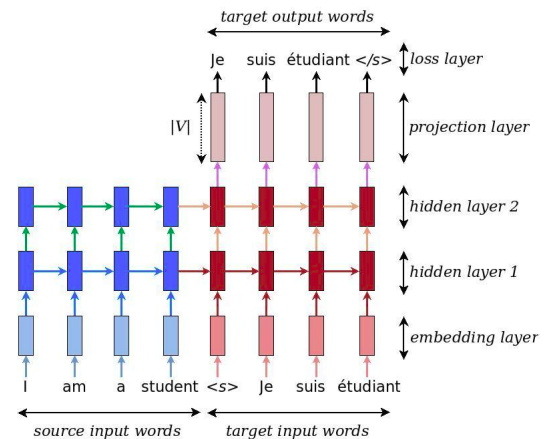 target output words
Je suis étudiant </s>
loss layer
|V|
projection layer
hidden layer 2
hidden layer 1
embedding layer
I am a student <s> Je suis étudiant
source input words
target input words